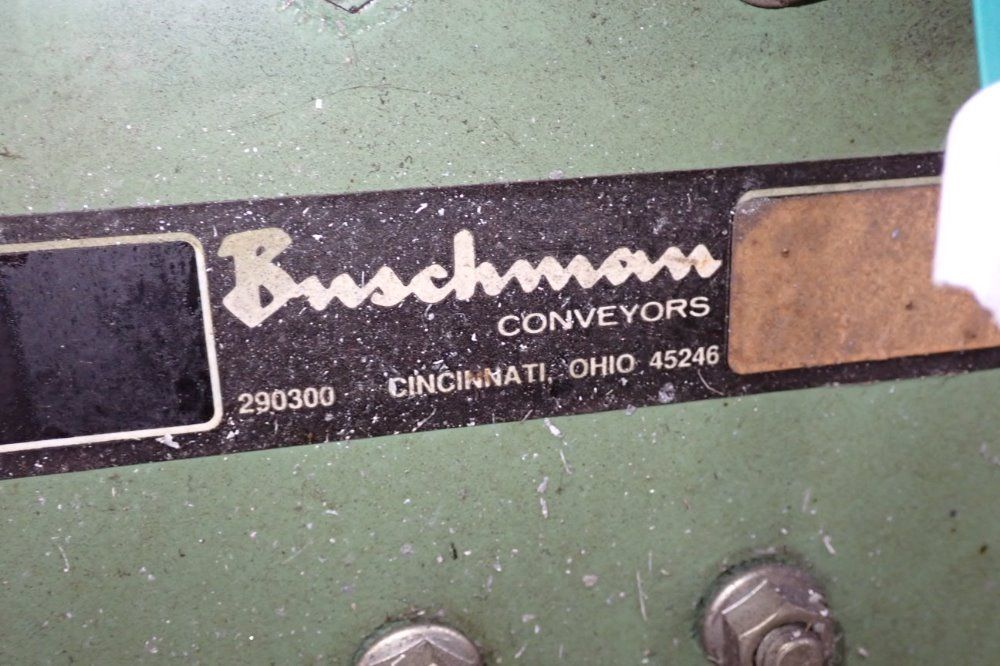 Buschman
CONVEYORS
290300 CINCINNATI, OHIO 45246